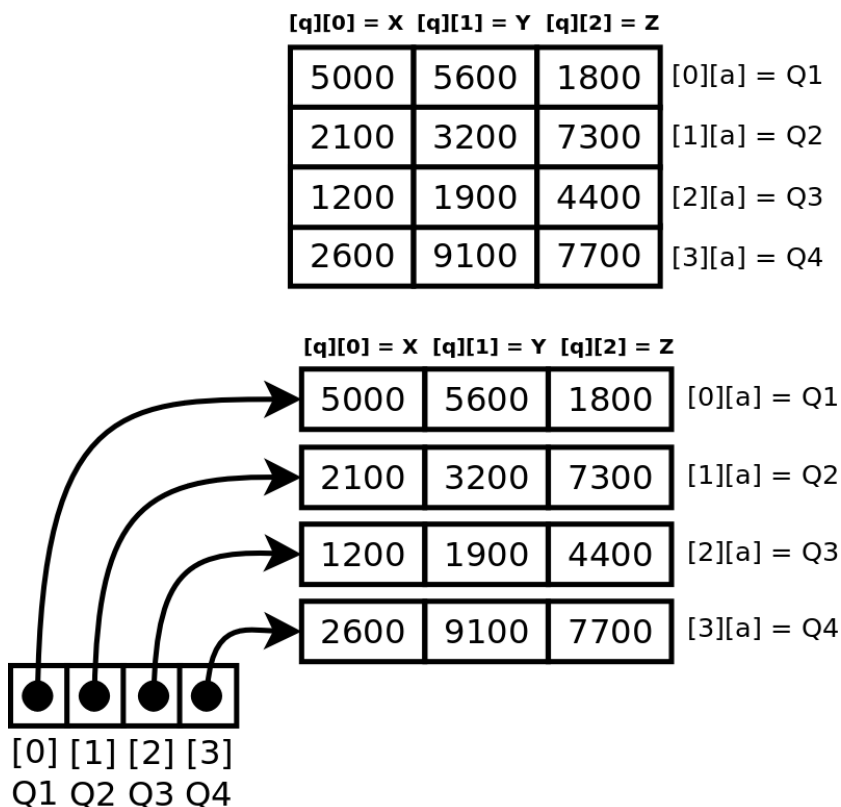 [q][0] = X [q][1] = Y [q][2] = Z
5000 5600 1800 [0][a] = Q1
2100 3200 7300 [1][a] = Q2
1200 1900 4400 [2][a] = Q3
2600 9100 7700 [3][a] = Q4
[q][0] = X [q][1] = Y [q][2] = Z
5000 5600 1800 [0][a] = Q1
2100 3200 7300 [1][a] = Q2
1200 1900 4400 [2][a] = Q3
2600 9100 7700 [3][a] = Q4
[0] [1] [2] [3]
Q1 Q2 Q3 Q4